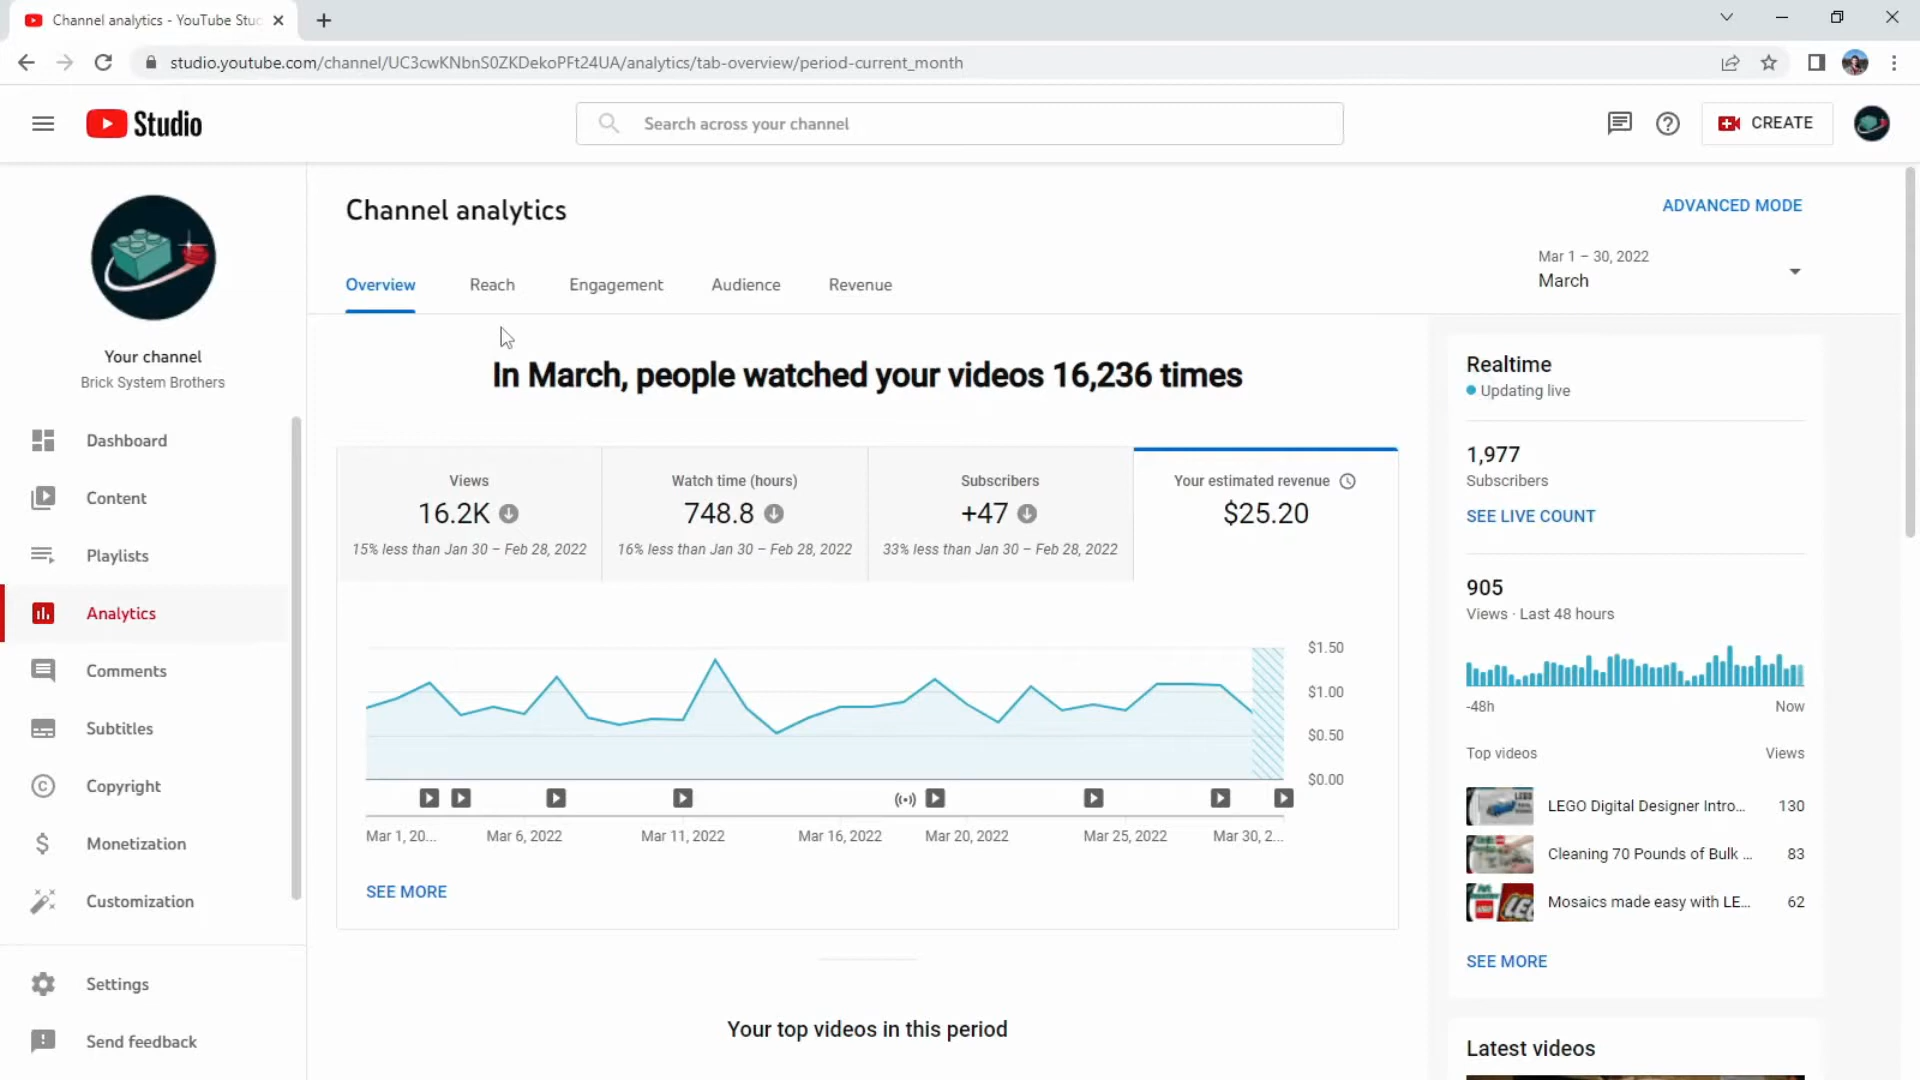 Channel analytics - YouTube Stu
studio.youtube.com/channel/UC3cwKNbnS0ZKDekoPFt24UA/analytics/tab-overview/period-current_month
Studio
Search across your channel
CREATE
Your channel
Brick System Brothers
Dashboard
Content
Playlists
Analytics
Comments
Subtitles
Copyright
Monetization
Customization
Settings
Send feedback
Channel analytics
ADVANCED MODE
Mar 1 – 30, 2022
March
Overview Reach Engagement Audience Revenue
In March, people watched your videos 16,236 times
Views
16.2K
15% less than Jan 30 – Feb 28, 2022
Watch time (hours)
748.8
16% less than Jan 30 – Feb 28, 2022
Subscribers
+47
33% less than Jan 30 – Feb 28, 2022
Your estimated revenue
$25.20
$1.50
$1.00
$0.50
$0.00
Mar 1, 20... Mar 6, 2022 Mar 11, 2022 Mar 16, 2022 Mar 20, 2022 Mar 25, 2022 Mar 30, 2...
SEE MORE
Your top videos in this period
Realtime
Updating live
1,977
Subscribers
SEE LIVE COUNT
905
Views · Last 48 hours
-48h Now
Top videos Views
LEGO Digital Designer Intro... 130
Cleaning 70 Pounds of Bulk ... 83
Mosaics made easy with LE... 62
SEE MORE
Latest videos